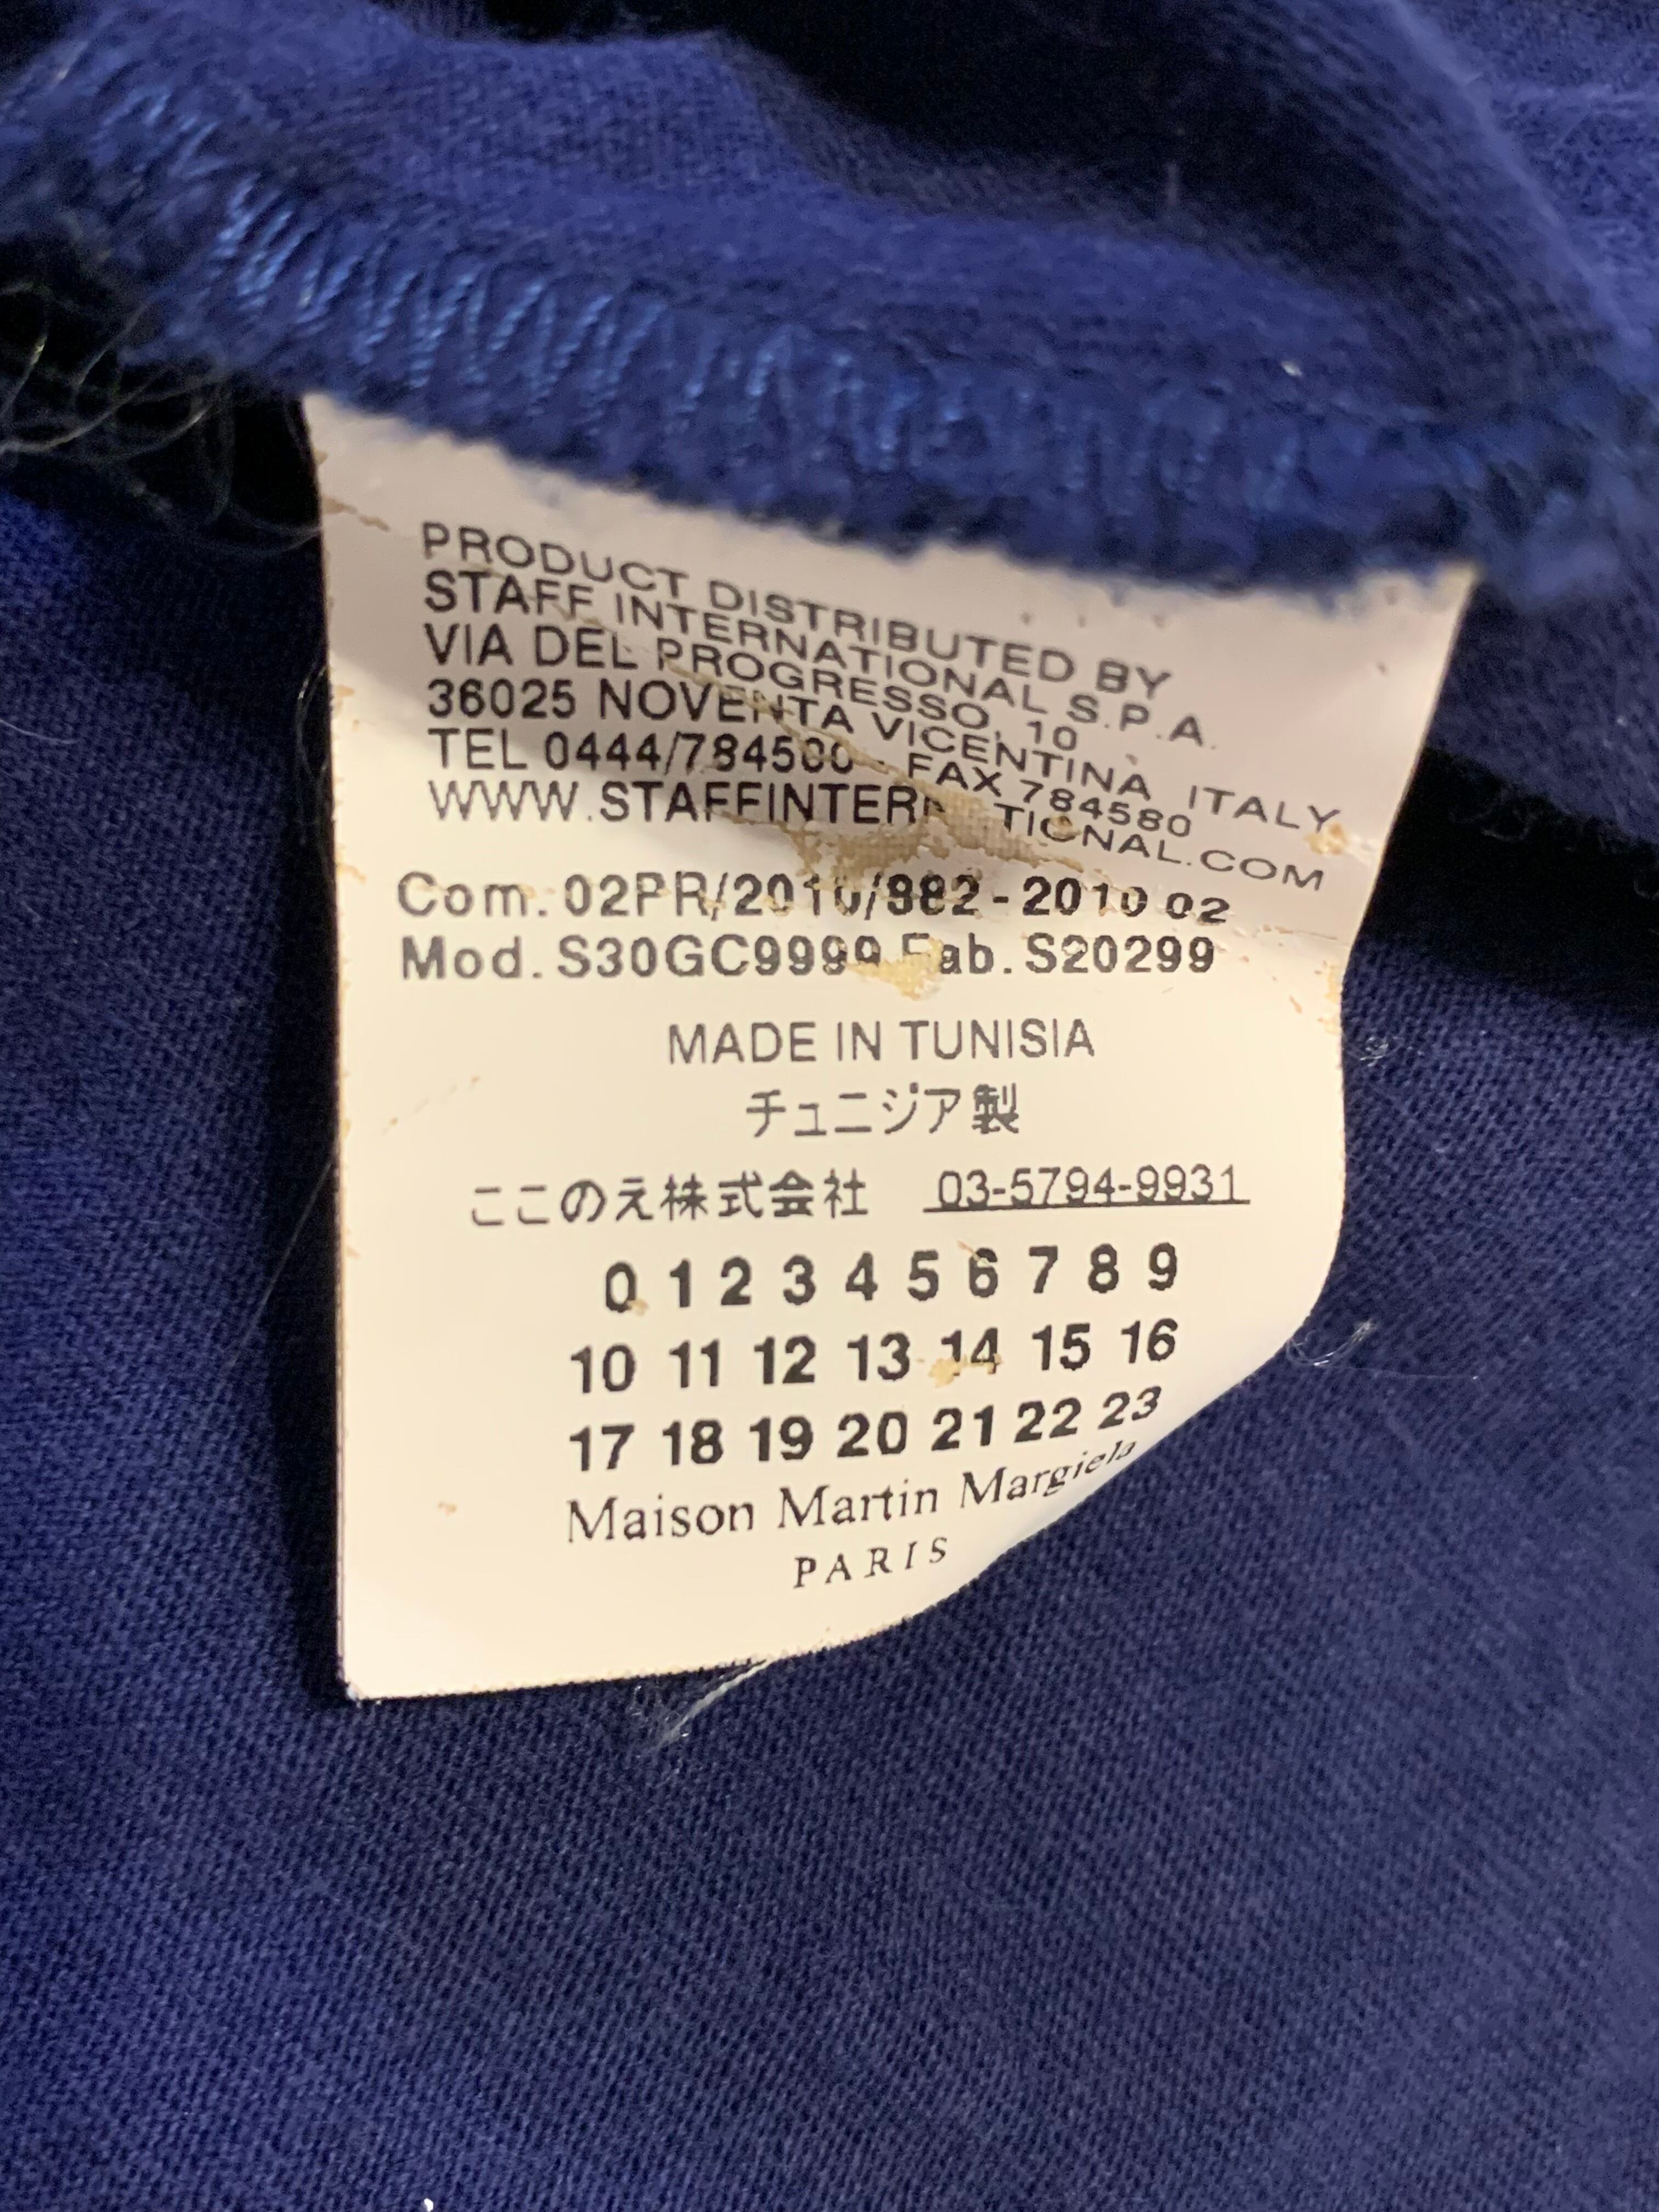 PRODUCT DISTRIBUTED BY
STAFF INTERNATIONAL S.P.A.
VIA DEL PROGRESSO, 10
36025 NOVENTA VICENTINA ITALY
TEL 0444/784500 - FAX 784580
WWW.STAFFINTERNATIONAL.COM
Com. 02PR/2010/882-2010 02
Mod. S30GC9999 Fab. S20299
MADE IN TUNISIA
チュニジア製
ここのえ株式会社 03-5794-9931
0 1 2 3 4 5 6 7 8 9
10 11 12 13 14 15 16
17 18 19 20 21 22 23
Maison Martin Margiela
PARIS